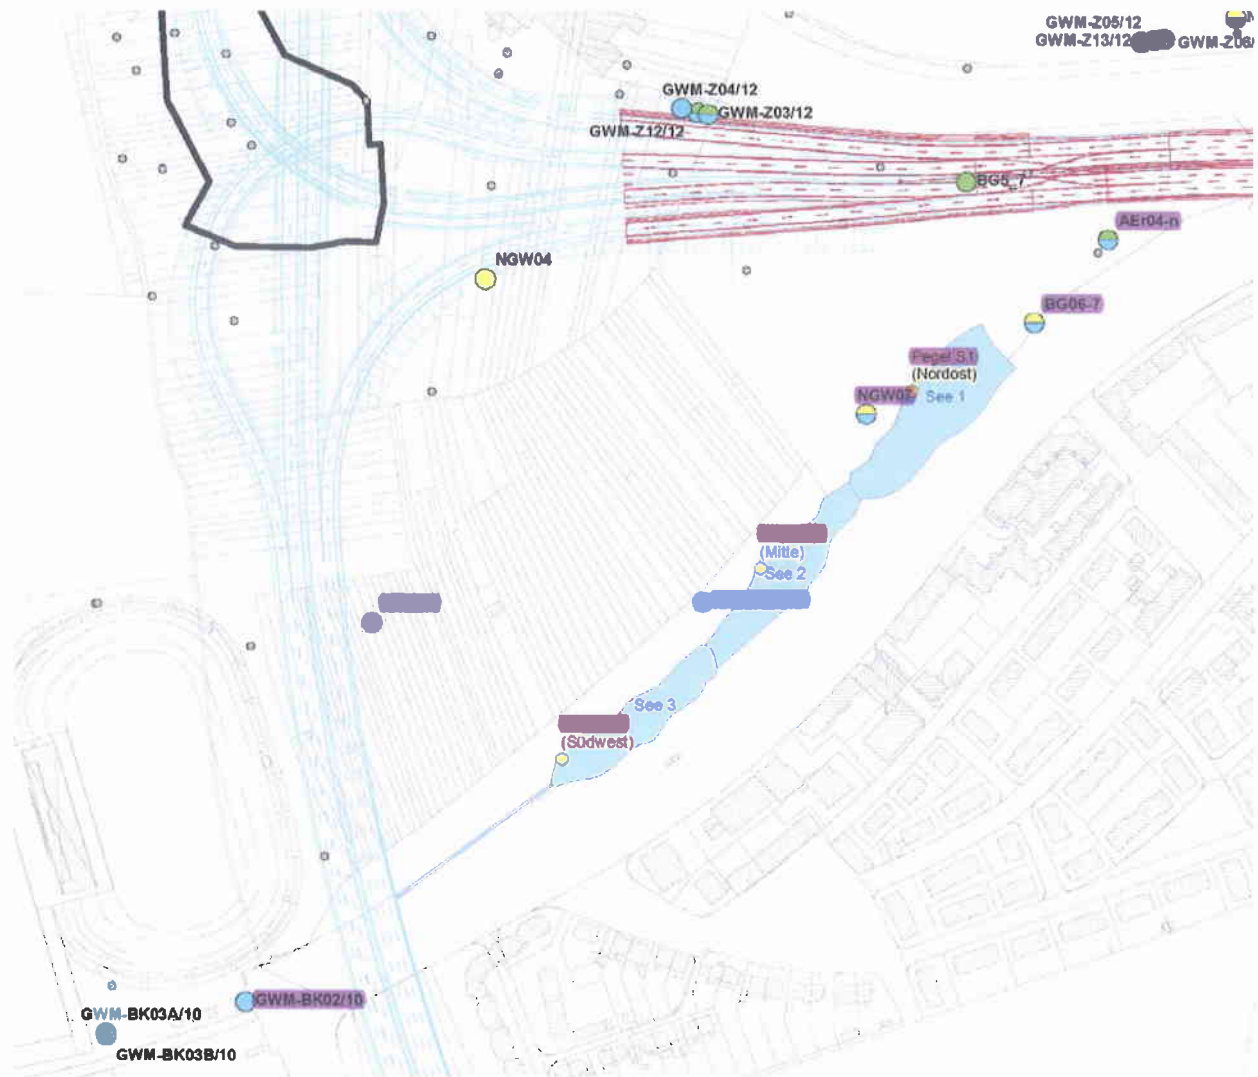 GWM-Z05/12
GWM-Z13/12
GWM-Z06/
GWM-Z04/12
GWM-Z03/12
GWM-Z12/12
BG5_7
AEr04-n
NGW04
BG06-7
Pegel S1
(Nordost)
See 1
(Mitte)
See 2
See 3
(Südwest)
GWM-BK02/10
GWM-BK03A/10
GWM-BK03B/10